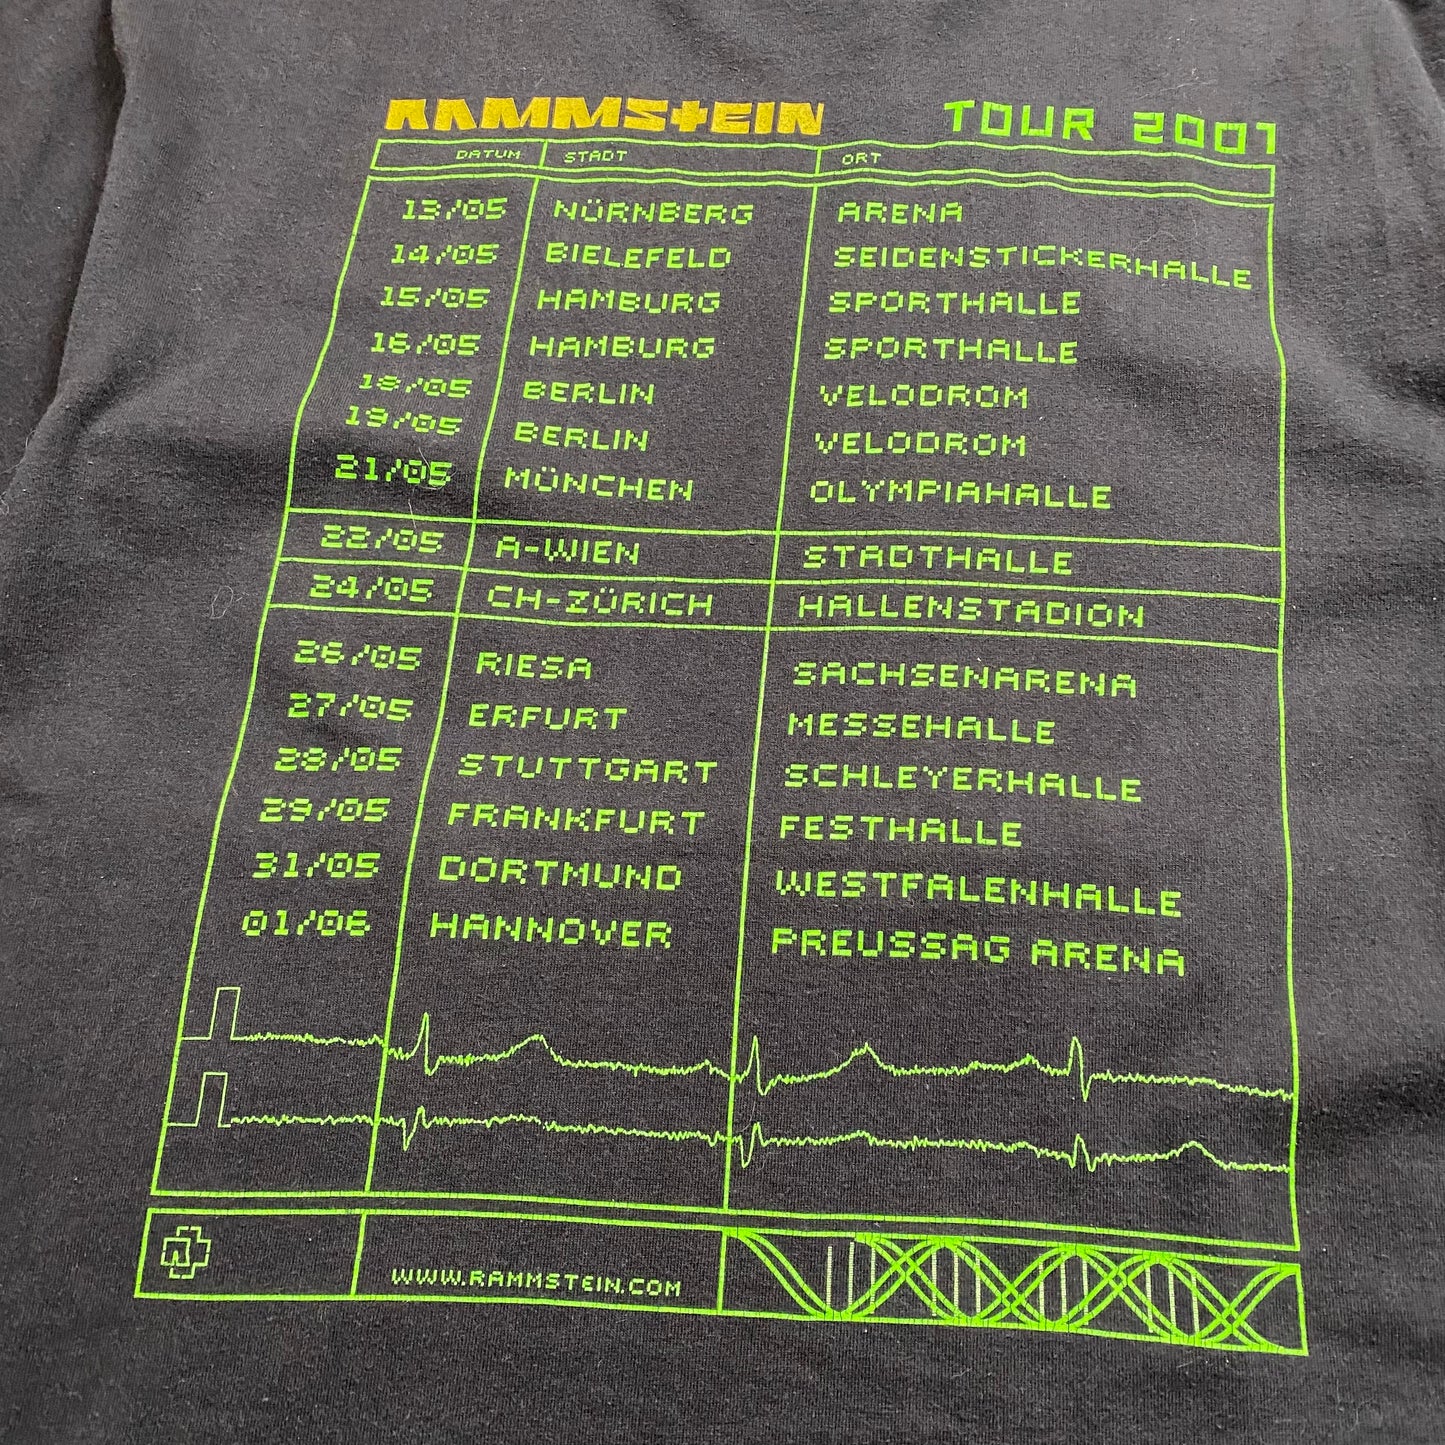 RAMMSTEIN TOUR 2001
DATUM STADT ORT
13/05 NÜRNBERG ARENA
14/05 BIELEFELD SEIDENSTICKERHALLE
15/05 HAMBURG SPORTHALLE
16/05 HAMBURG SPORTHALLE
18/05 BERLIN VELODROM
19/05 BERLIN VELODROM
21/05 MÜNCHEN OLYMPIAHALLE
22/05 A-WIEN STADTHALLE
24/05 CH-ZÜRICH HALLENSTADION
26/05 RIESA SACHSENARENA
27/05 ERFURT MESSEHALLE
28/05 STUTTGART SCHLEYERHALLE
29/05 FRANKFURT FESTHALLE
31/05 DORTMUND WESTFALENHALLE
01/06 HANNOVER PREUSSAG ARENA
WWW.RAMMSTEIN.COM